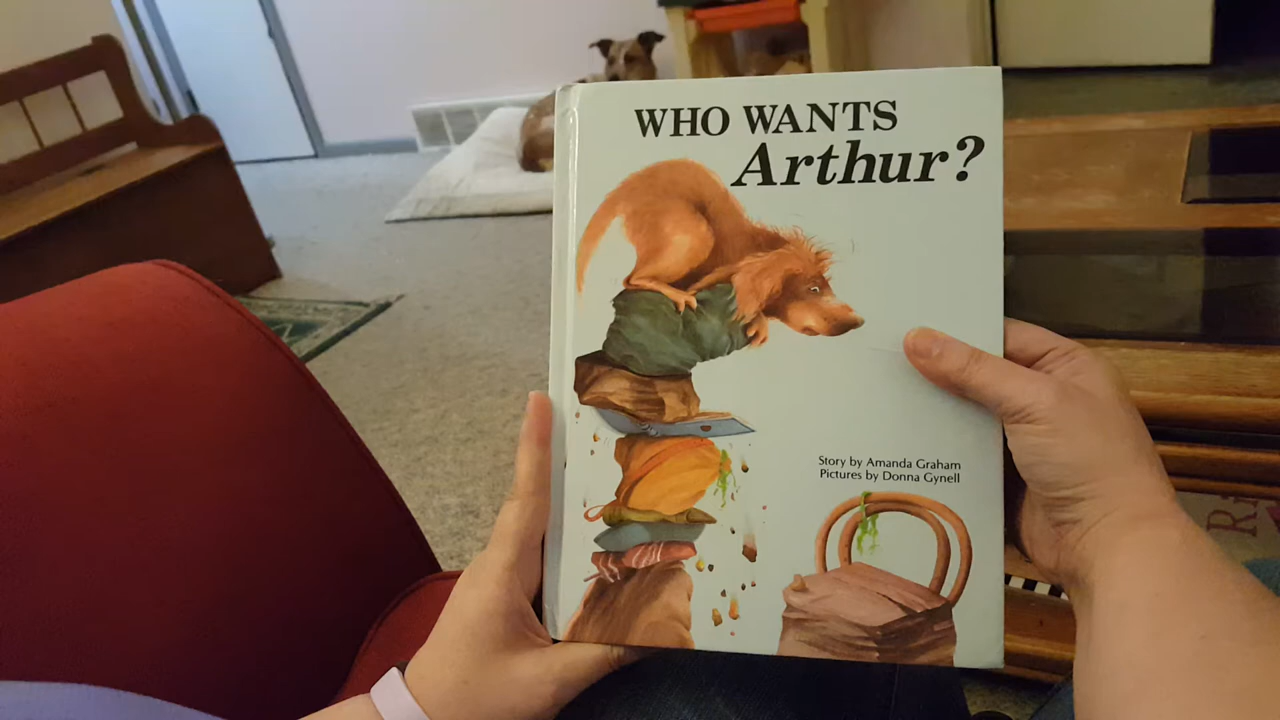 WHO WANTS
Arthur?
Story by Amanda Graham
Pictures by Donna Gynell